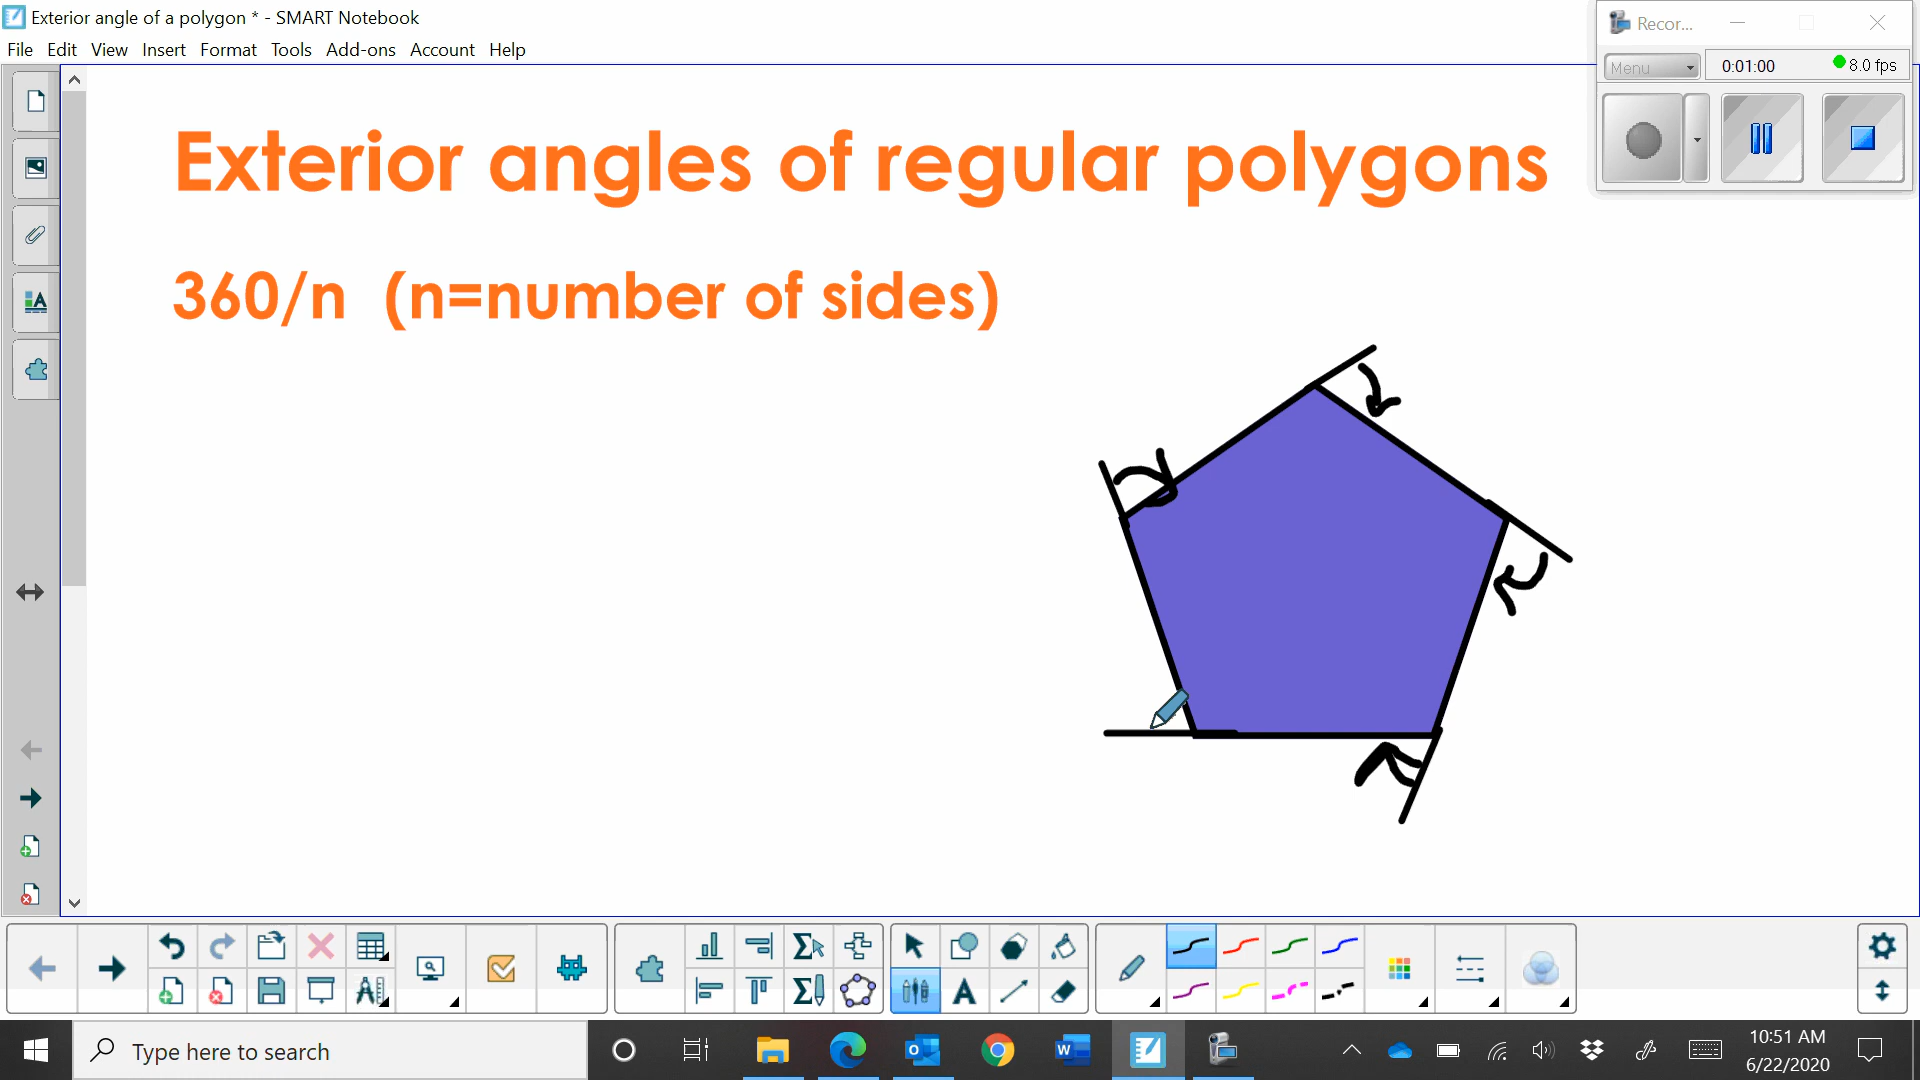 Exterior angle of a polygon * - SMART Notebook
File Edit View Insert Format Tools Add-ons Account Help
Recor...
Menu 0:01:00 8.0 fps
Exterior angles of regular polygons
360/n (n=number of sides)
Type here to search
10:51 AM
6/22/2020